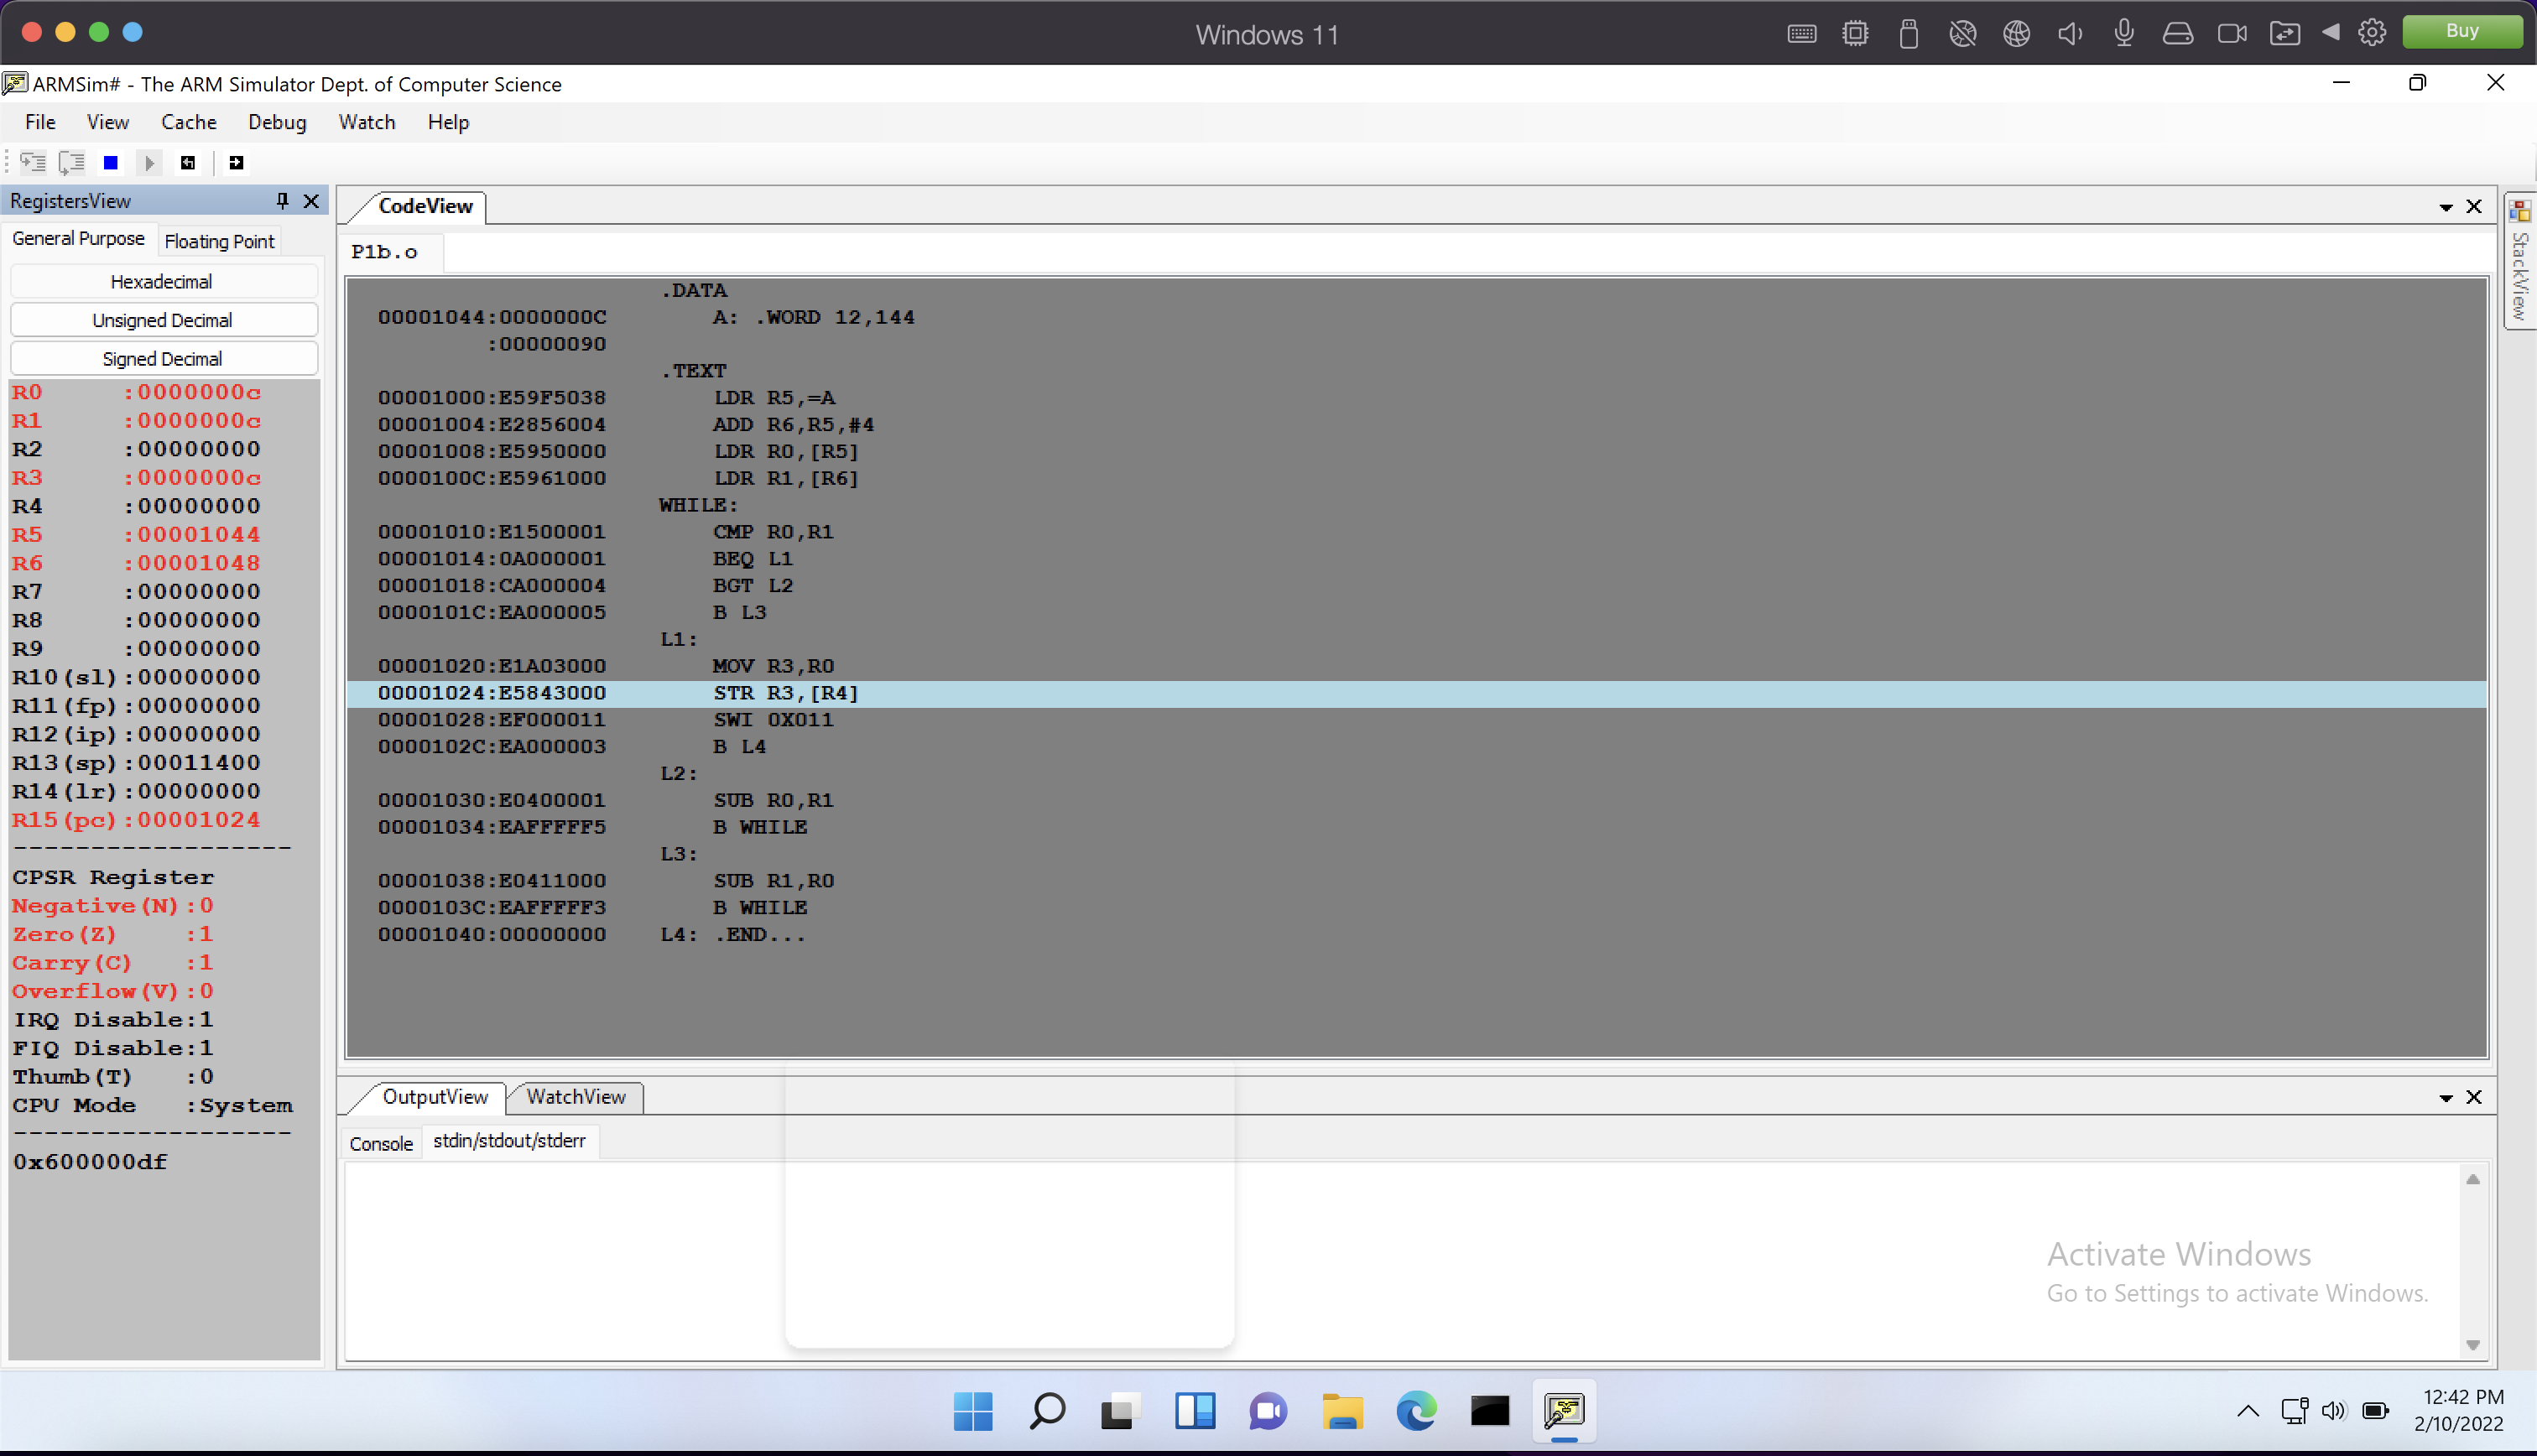 Windows 11
Buy
ARMSim# - The ARM Simulator Dept. of Computer Science
File View Cache Debug Watch Help
RegistersView
General Purpose Floating Point
Hexadecimal
Unsigned Decimal
Signed Decimal
R0 :0000000c
R1 :0000000c
R2 :00000000
R3 :0000000c
R4 :00000000
R5 :00001044
R6 :00001048
R7 :00000000
R8 :00000000
R9 :00000000
R10(sl):00000000
R11(fp):00000000
R12(ip):00000000
R13(sp):00011400
R14(lr):00000000
R15(pc):00001024
------------------
CPSR Register
Negative(N):0
Zero(Z) :1
Carry(C) :1
Overflow(V):0
IRQ Disable:1
FIQ Disable:1
Thumb(T) :0
CPU Mode :System
------------------
0x600000df
CodeView
P1b.o
.DATA
00001044:0000000C A: .WORD 12,144
:00000090
.TEXT
00001000:E59F5038 LDR R5,=A
00001004:E2856004 ADD R6,R5,#4
00001008:E5950000 LDR R0,[R5]
0000100C:E5961000 LDR R1,[R6]
WHILE:
00001010:E1500001 CMP R0,R1
00001014:0A000001 BEQ L1
00001018:CA000004 BGT L2
0000101C:EA000005 B L3
L1:
00001020:E1A03000 MOV R3,R0
00001024:E5843000 STR R3,[R4]
00001028:EF000011 SWI 0X011
0000102C:EA000003 B L4
L2:
00001030:E0400001 SUB R0,R1
00001034:EAFFFFF5 B WHILE
L3:
00001038:E0411000 SUB R1,R0
0000103C:EAFFFFF3 B WHILE
00001040:00000000 L4: .END...
StackView
OutputView WatchView
Console stdin/stdout/stderr
Activate Windows
Go to Settings to activate Windows.
12:42 PM
2/10/2022